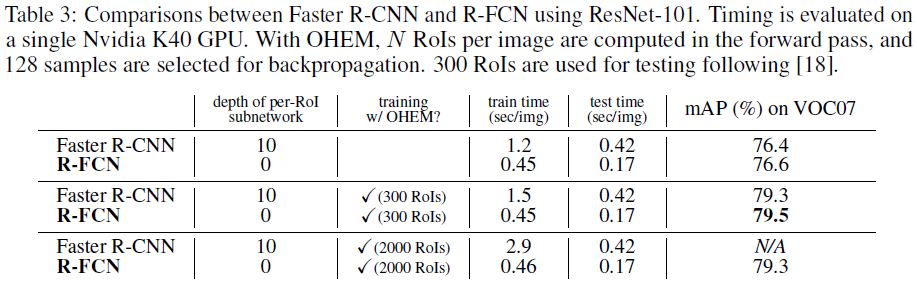 Table 3: Comparisons between Faster R-CNN and R-FCN using ResNet-101. Timing is evaluated on
a single Nvidia K40 GPU. With OHEM, N RoIs per image are computed in the forward pass, and
128 samples are selected for backpropagation. 300 RoIs are used for testing following [18].
depth of per-RoI subnetwork | training w/ OHEM? | train time (sec/img) | test time (sec/img) | mAP (%) on VOC07
Faster R-CNN | 10 | | 1.2 | 0.42 | 76.4
R-FCN | 0 | | 0.45 | 0.17 | 76.6
Faster R-CNN | 10 | ✓(300 RoIs) | 1.5 | 0.42 | 79.3
R-FCN | 0 | ✓(300 RoIs) | 0.45 | 0.17 | 79.5
Faster R-CNN | 10 | ✓(2000 RoIs) | 2.9 | 0.42 | N/A
R-FCN | 0 | ✓(2000 RoIs) | 0.46 | 0.17 | 79.3